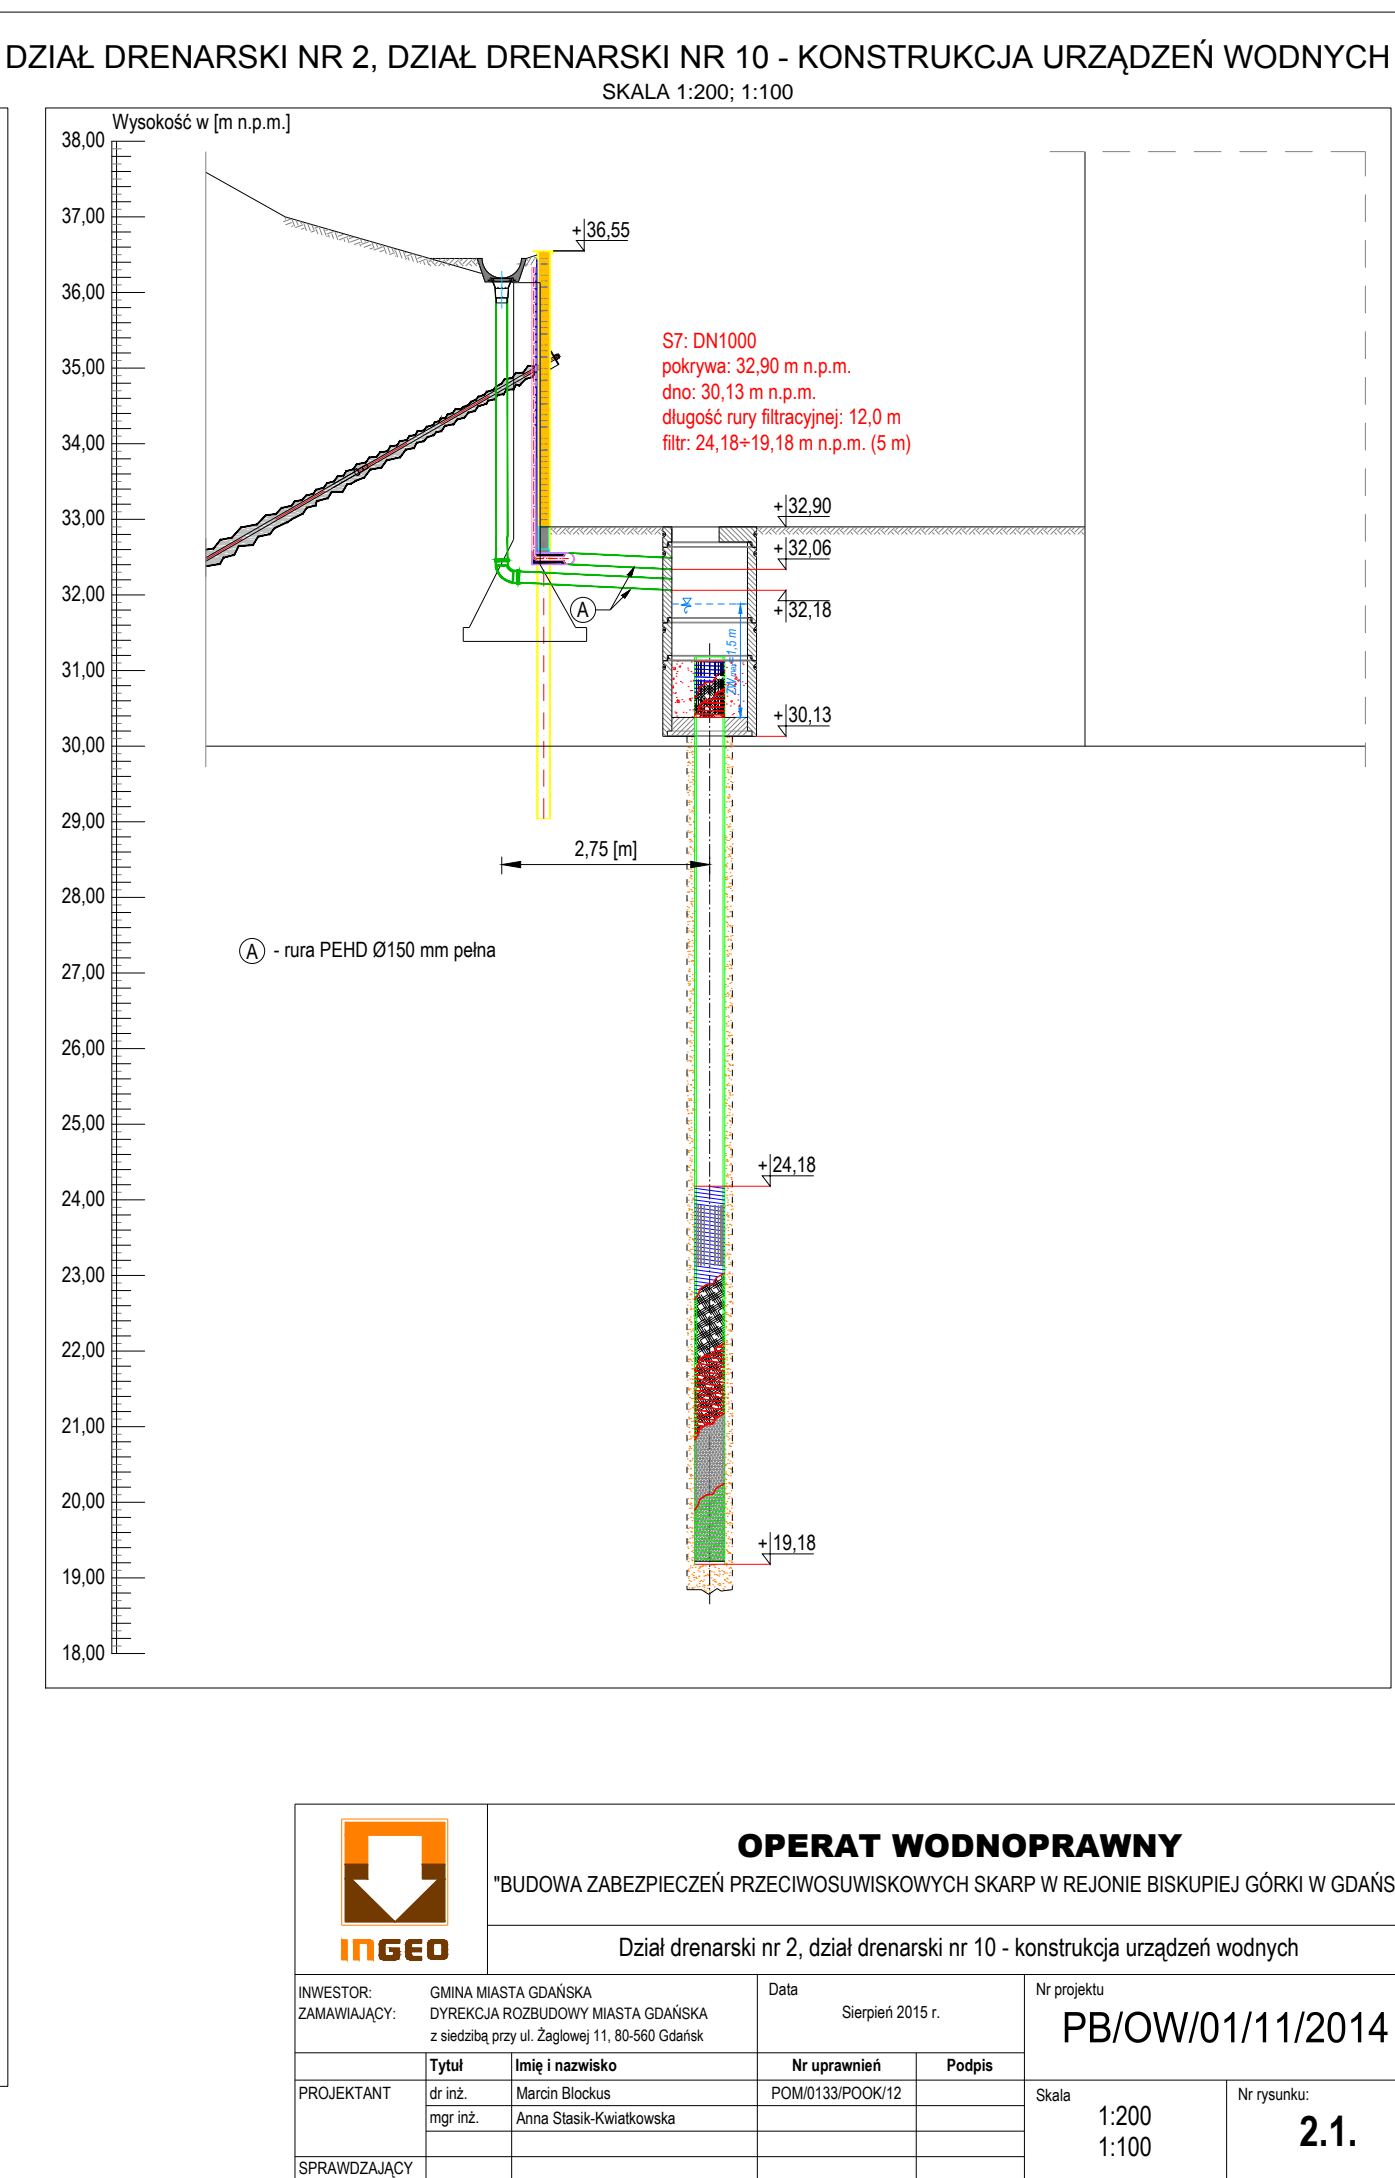 DZIAŁ DRENARSKI NR 2, DZIAŁ DRENARSKI NR 10 - KONSTRUKCJA URZĄDZEŃ WODNYCH
SKALA 1:200; 1:100
Wysokość w [m n.p.m.]
38,00
37,00
36,00
35,00
34,00
33,00
32,00
31,00
30,00
29,00
28,00
27,00
26,00
25,00
24,00
23,00
22,00
21,00
20,00
19,00
18,00
+36,55
S7: DN1000
pokrywa: 32,90 m n.p.m.
dno: 30,13 m n.p.m.
długość rury filtracyjnej: 12,0 m
filtr: 24,18÷19,18 m n.p.m. (5 m)
+32,90
+32,06
+32,18
A
1,5 m
+30,13
2,75 [m]
A - rura PEHD Ø150 mm pełna
+24,18
+19,18
INGEO
OPERAT WODNOPRAWNY
"BUDOWA ZABEZPIECZEŃ PRZECIWOSUWISKOWYCH SKARP W REJONIE BISKUPIEJ GÓRKI W GDAŃS
Dział drenarski nr 2, dział drenarski nr 10 - konstrukcja urządzeń wodnych
INWESTOR: GMINA MIASTA GDAŃSKA
ZAMAWIAJĄCY: DYREKCJA ROZBUDOWY MIASTA GDAŃSKA
z siedzibą przy ul. Żaglowej 11, 80-560 Gdańsk
Data
Sierpień 2015 r.
Nr projektu
PB/OW/01/11/2014
Tytuł Imię i nazwisko Nr uprawnień Podpis
PROJEKTANT dr inż. Marcin Blockus POM/0133/POOK/12
mgr inż. Anna Stasik-Kwiatkowska
SPRAWDZAJĄCY
Skala
1:200
1:100
Nr rysunku:
2.1.